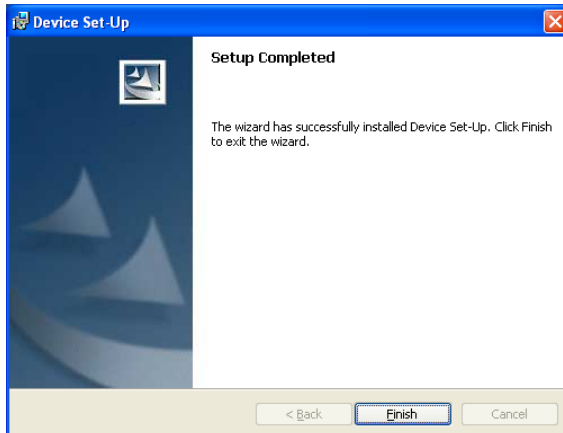 Device Set-Up
Setup Completed
The wizard has successfully installed Device Set-Up. Click Finish
to exit the wizard.
< Back Finish Cancel